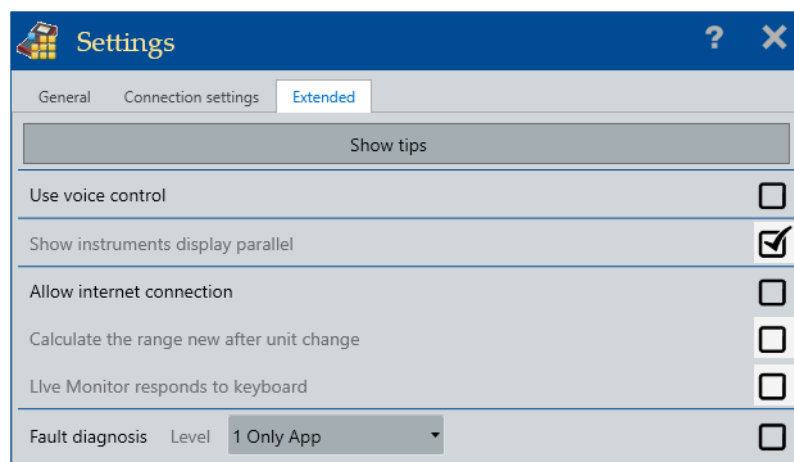 Settings ?
General Connection settings Extended
Show tips
Use voice control
Show instruments display parallel
Allow internet connection
Calculate the range new after unit change
LIve Monitor responds to keyboard
Fault diagnosis Level 1 Only App